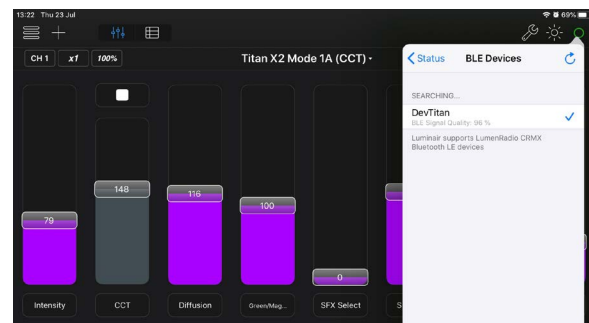 13:22 Thu 23 Jul
69%
CH 1
x1
100%
Titan X2 Mode 1A (CCT)
Status
BLE Devices
SEARCHING...
DevTitan
BLE Signal Quality: 96 %
Luminair supports LumenRadio CRMX
Bluetooth LE devices
79
148
116
100
0
Intensity
CCT
Diffusion
Green/Mag...
SFX Select
S